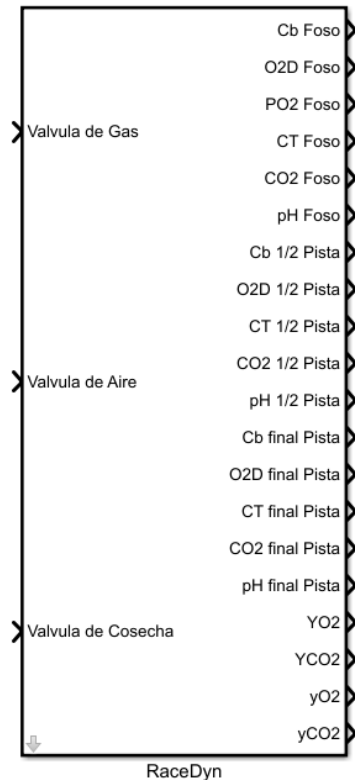 Valvula de Gas
Valvula de Aire
Valvula de Cosecha
Cb Foso
O2D Foso
PO2 Foso
CT Foso
CO2 Foso
pH Foso
Cb 1/2 Pista
O2D 1/2 Pista
CT 1/2 Pista
CO2 1/2 Pista
pH 1/2 Pista
Cb final Pista
O2D final Pista
CT final Pista
CO2 final Pista
pH final Pista
YO2
YCO2
yO2
yCO2
RaceDyn